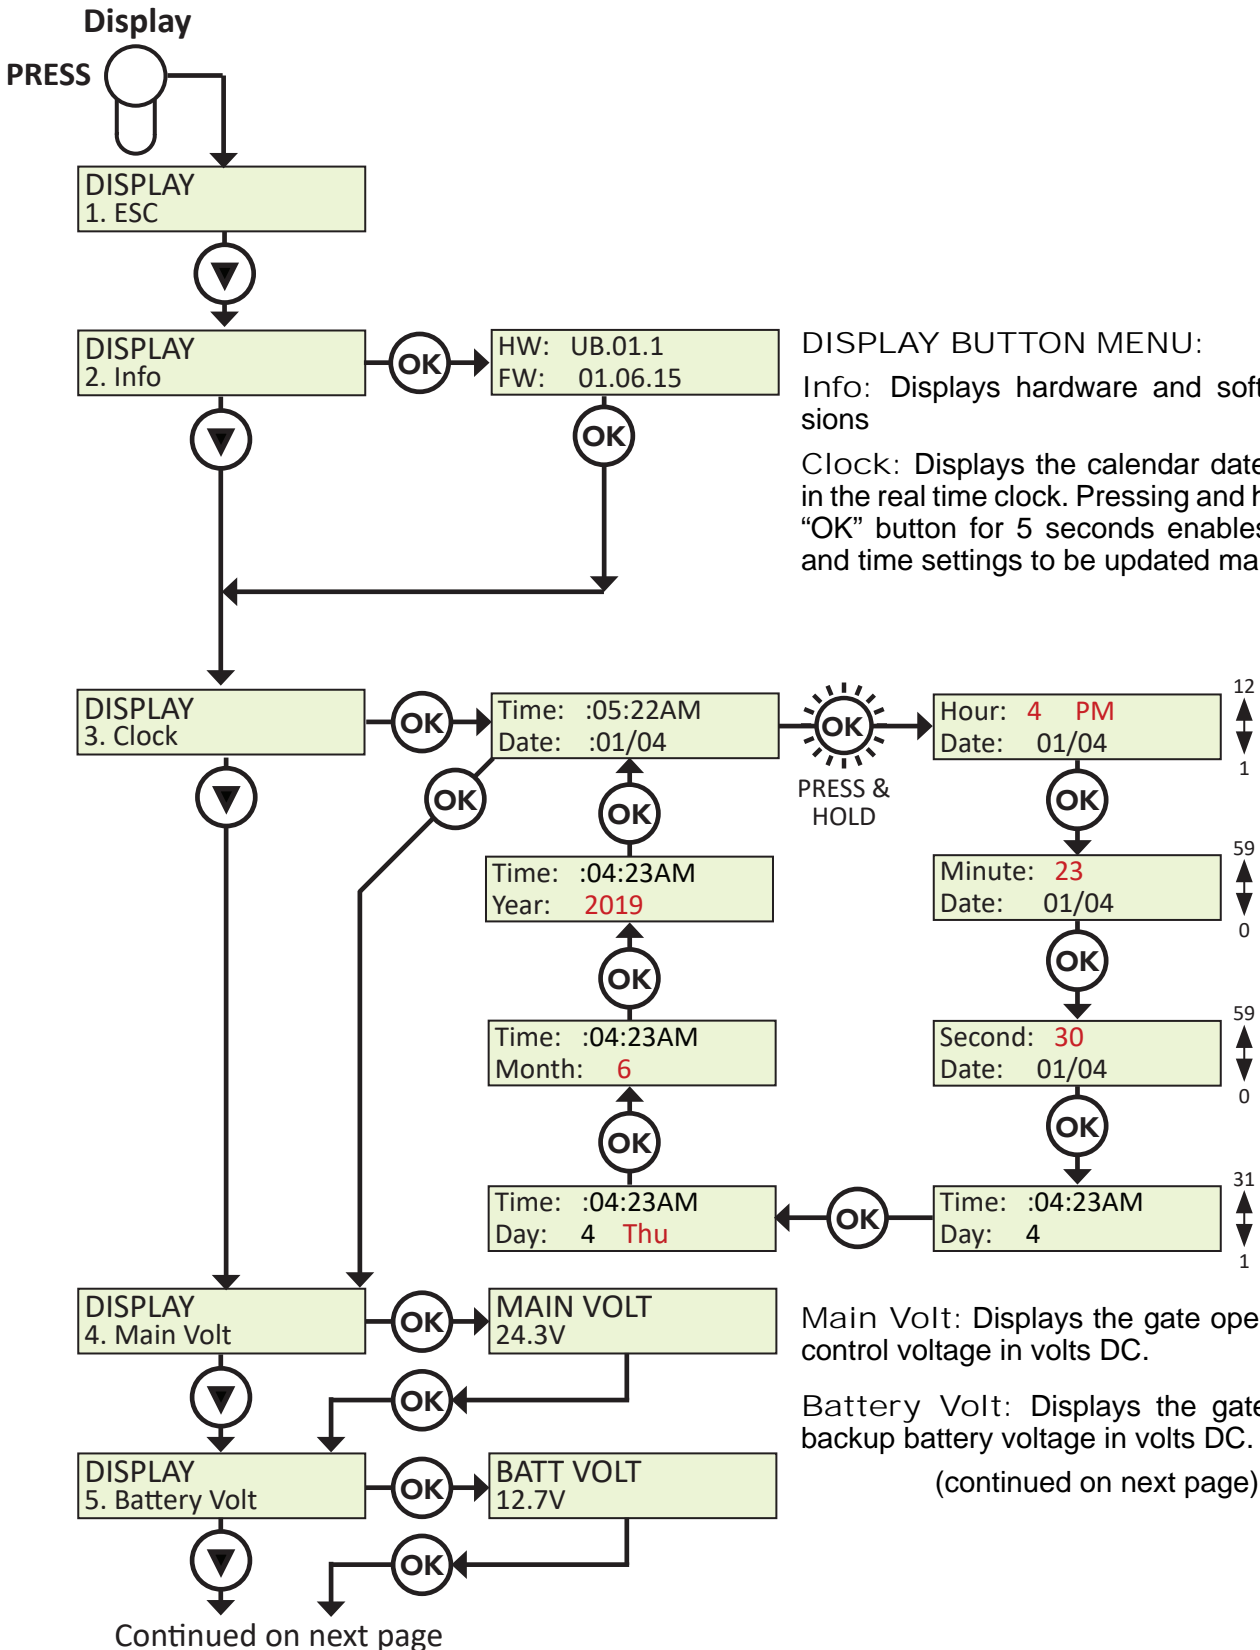 Display
PRESS
DISPLAY
1. ESC
DISPLAY
2. Info
OK
HW: UB.01.1
FW: 01.06.15
OK
DISPLAY BUTTON MENU:
Info: Displays hardware and soft
sions
Clock: Displays the calendar date
in the real time clock. Pressing and h
“OK” button for 5 seconds enables
and time settings to be updated ma
DISPLAY
3. Clock
OK
Time: :05:22AM
Date: :01/04
OK
PRESS &
HOLD
Hour: 4 PM
Date: 01/04
12
1
OK
OK
OK
Time: :04:23AM
Year: 2019
Minute: 23
Date: 01/04
59
0
OK
OK
Time: :04:23AM
Month: 6
Second: 30
Date: 01/04
59
0
OK
OK
Time: :04:23AM
Day: 4 Thu
OK
Time: :04:23AM
Day: 4
31
1
DISPLAY
4. Main Volt
OK
MAIN VOLT
24.3V
OK
Main Volt: Displays the gate ope
control voltage in volts DC.
Battery Volt: Displays the gate
backup battery voltage in volts DC.
(continued on next page)
DISPLAY
5. Battery Volt
OK
BATT VOLT
12.7V
OK
Continued on next page